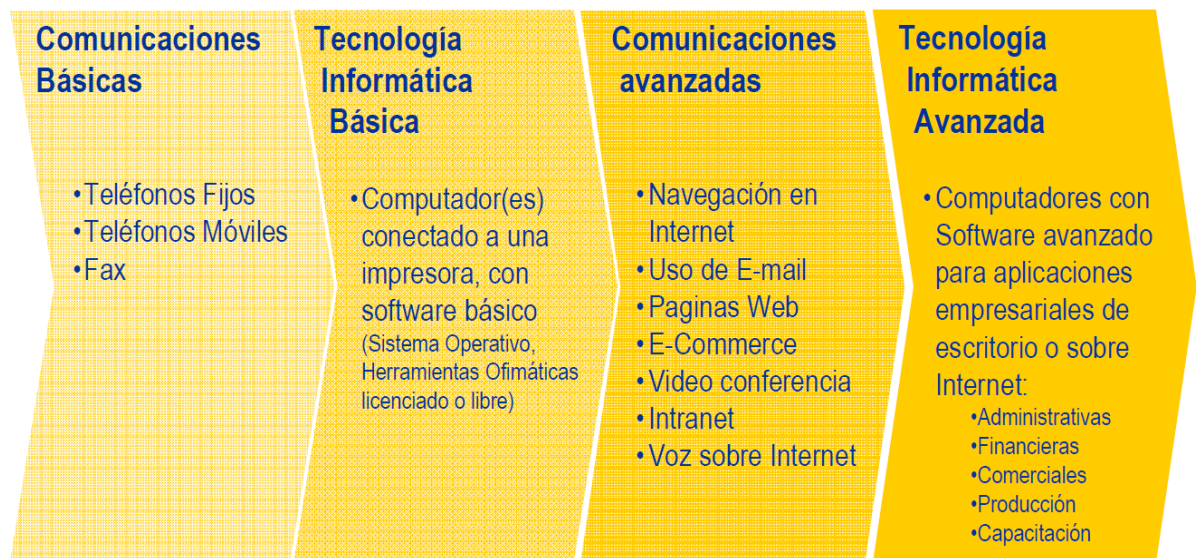 Comunicaciones
Básicas
•Teléfonos Fijos
•Teléfonos Móviles
•Fax
Tecnología
Informática
Básica
•Computador(es)
conectado a una
impresora, con
software básico
(Sistema Operativo,
Herramientas Ofimáticas
licenciado o libre)
Comunicaciones
avanzadas
•Navegación en
Internet
•Uso de E-mail
•Paginas Web
•E-Commerce
•Video conferencia
•Intranet
•Voz sobre Internet
Tecnología
Informática
Avanzada
•Computadores con
Software avanzado
para aplicaciones
empresariales de
escritorio o sobre
Internet:
•Administrativas
•Financieras
•Comerciales
•Producción
•Capacitación